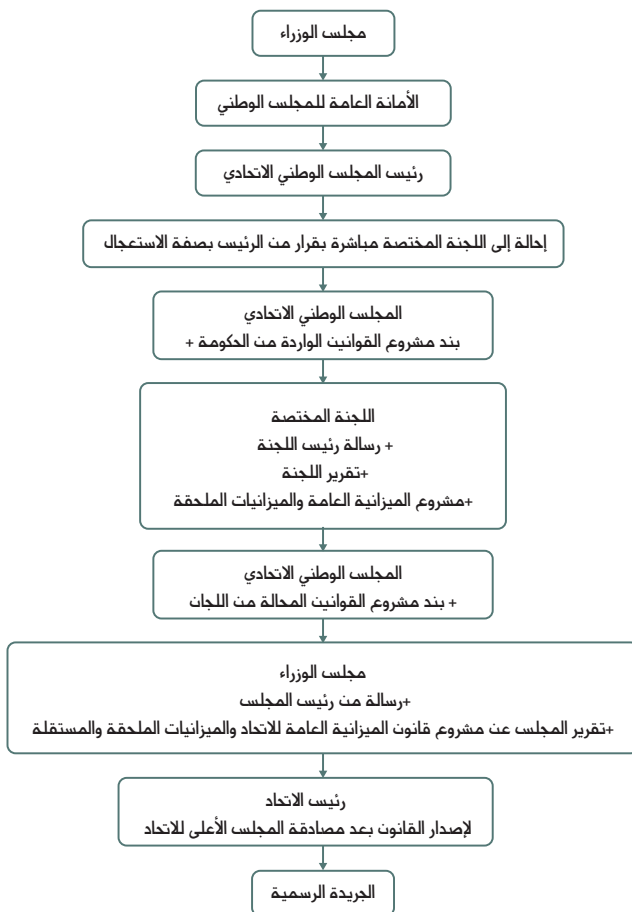 مجلس الوزراء
الأمانة العامة للمجلس الوطني
رئيس المجلس الوطني الاتحادي
إحالة إلى اللجنة المختصة مباشرة بقرار من الرئيس بصفة الاستعجال
المجلس الوطني الاتحادي
بند مشروع القوانين الواردة من الحكومة +
اللجنة المختصة
+ رسالة رئيس اللجنة
+تقرير اللجنة
+مشروع الميزانية العامة والميزانيات الملحقة
المجلس الوطني الاتحادي
+ بند مشروع القوانين المحالة من اللجان
مجلس الوزراء
+رسالة من رئيس المجلس
+تقرير المجلس عن مشروع قانون الميزانية العامة للاتحاد والميزانيات الملحقة والمستقلة
رئيس الاتحاد
لإصدار القانون بعد مصادقة المجلس الأعلى للاتحاد
الجريدة الرسمية